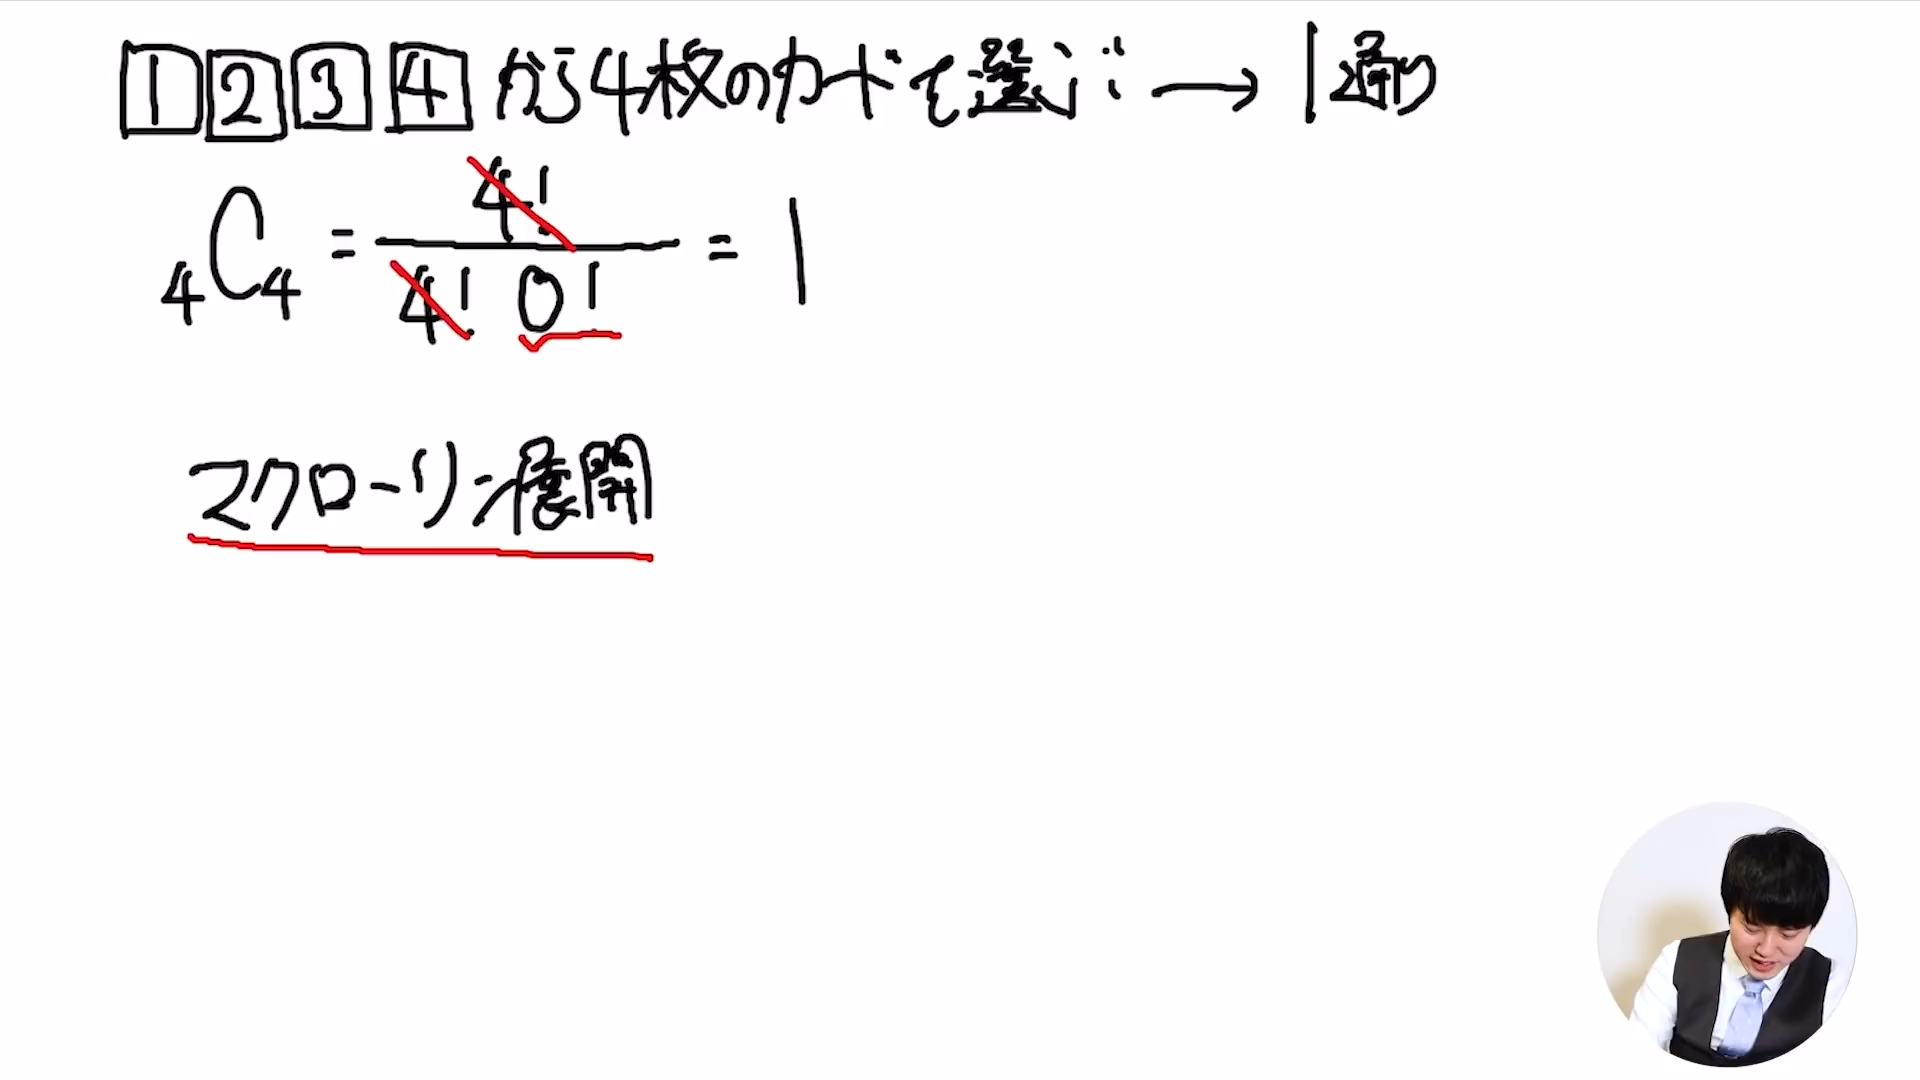 1 2 3 4 から4枚のカードを選ぶ → 1通り
₄C₄ = 4! / 4! 0! = 1
マクローリン展開